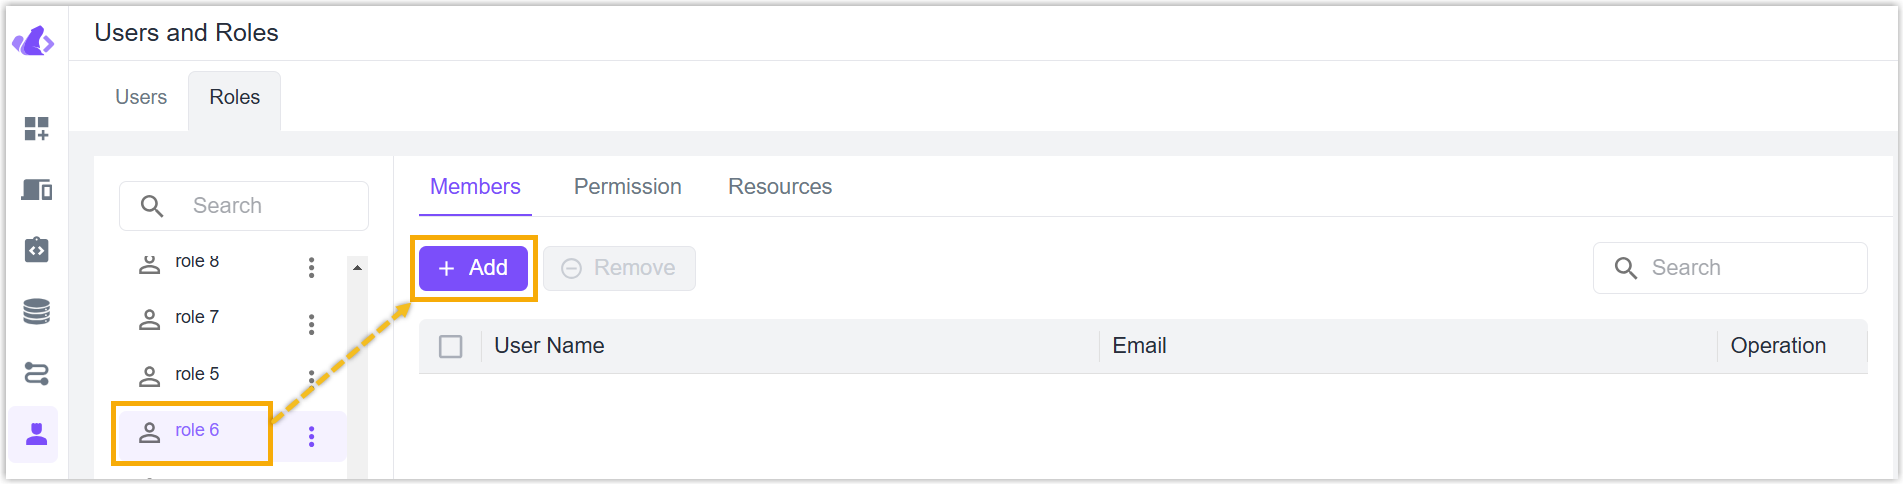 Users and Roles
Users
Roles
Search
role 8
role 7
role 5
role 6
Members
Permission
Resources
+ Add
Remove
Search
User Name
Email
Operation